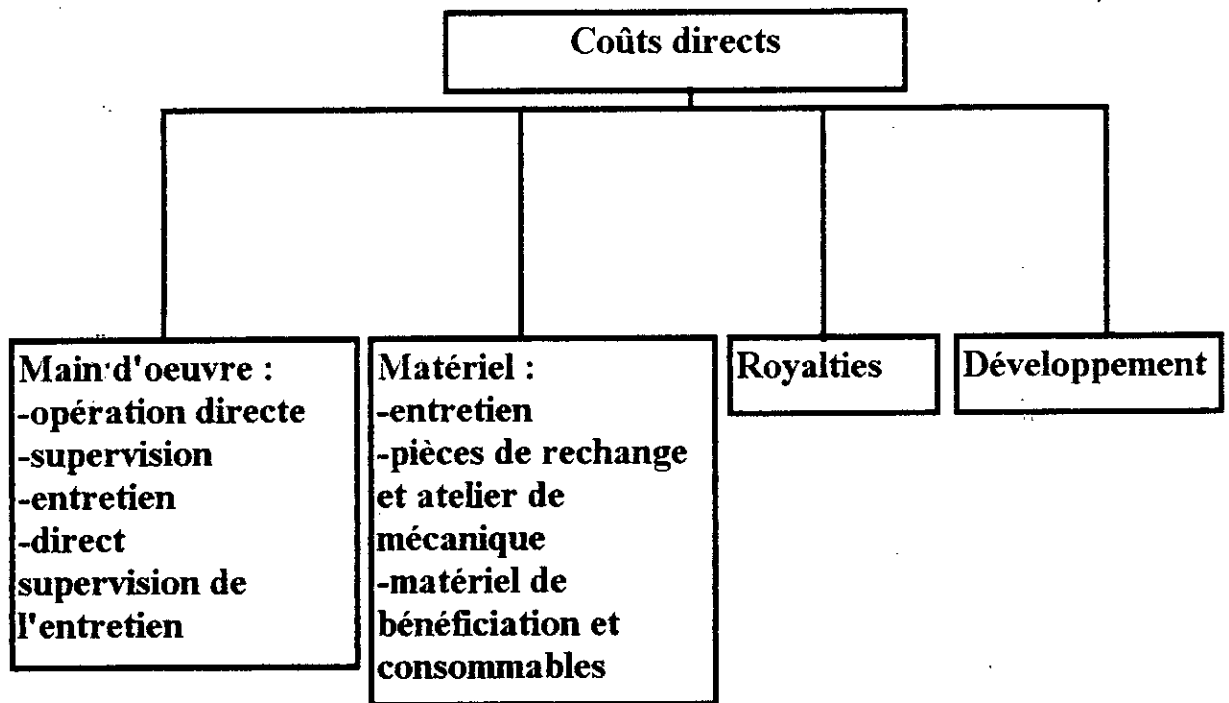 Coûts directs
Main d'oeuvre :
-opération directe
-supervision
-entretien
-direct
supervision de
l'entretien
Matériel :
-entretien
-pièces de rechange
et atelier de
mécanique
-matériel de
bénéficiation et
consommables
Royalties
Développement